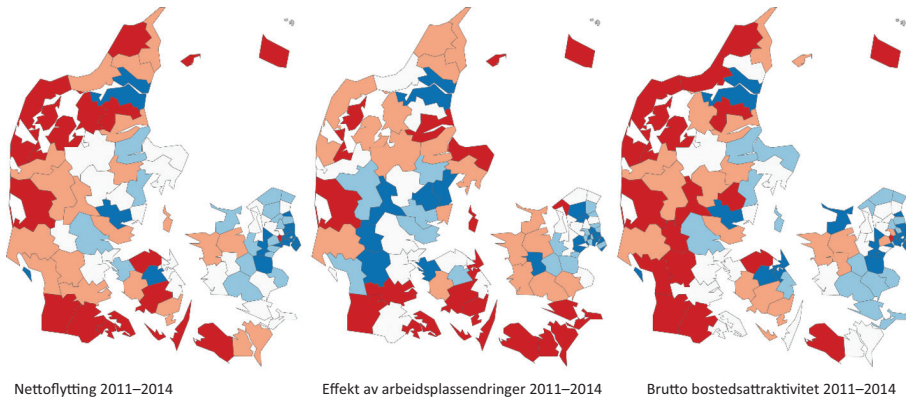 Nettoflytting 2011–2014
Effekt av arbeidsplassendringer 2011–2014
Brutto bostedsattraktivitet 2011–2014